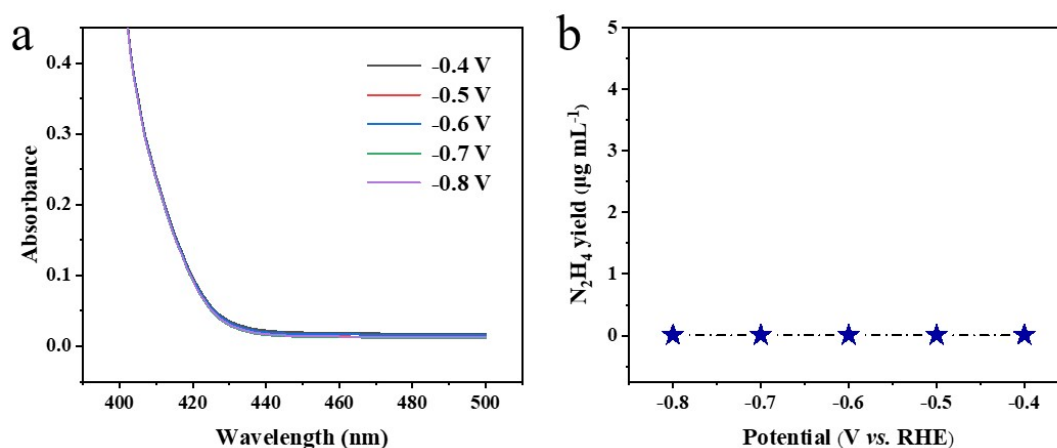 a
0.4
0.3
0.2
0.1
0.0
Absorbance
400 420 440 460 480 500
Wavelength (nm)
-0.4 V
-0.5 V
-0.6 V
-0.7 V
-0.8 V
b
5
4
3
2
1
0
N₂H₄ yield (µg mL⁻¹)
-0.8 -0.7 -0.6 -0.5 -0.4
Potential (V vs. RHE)